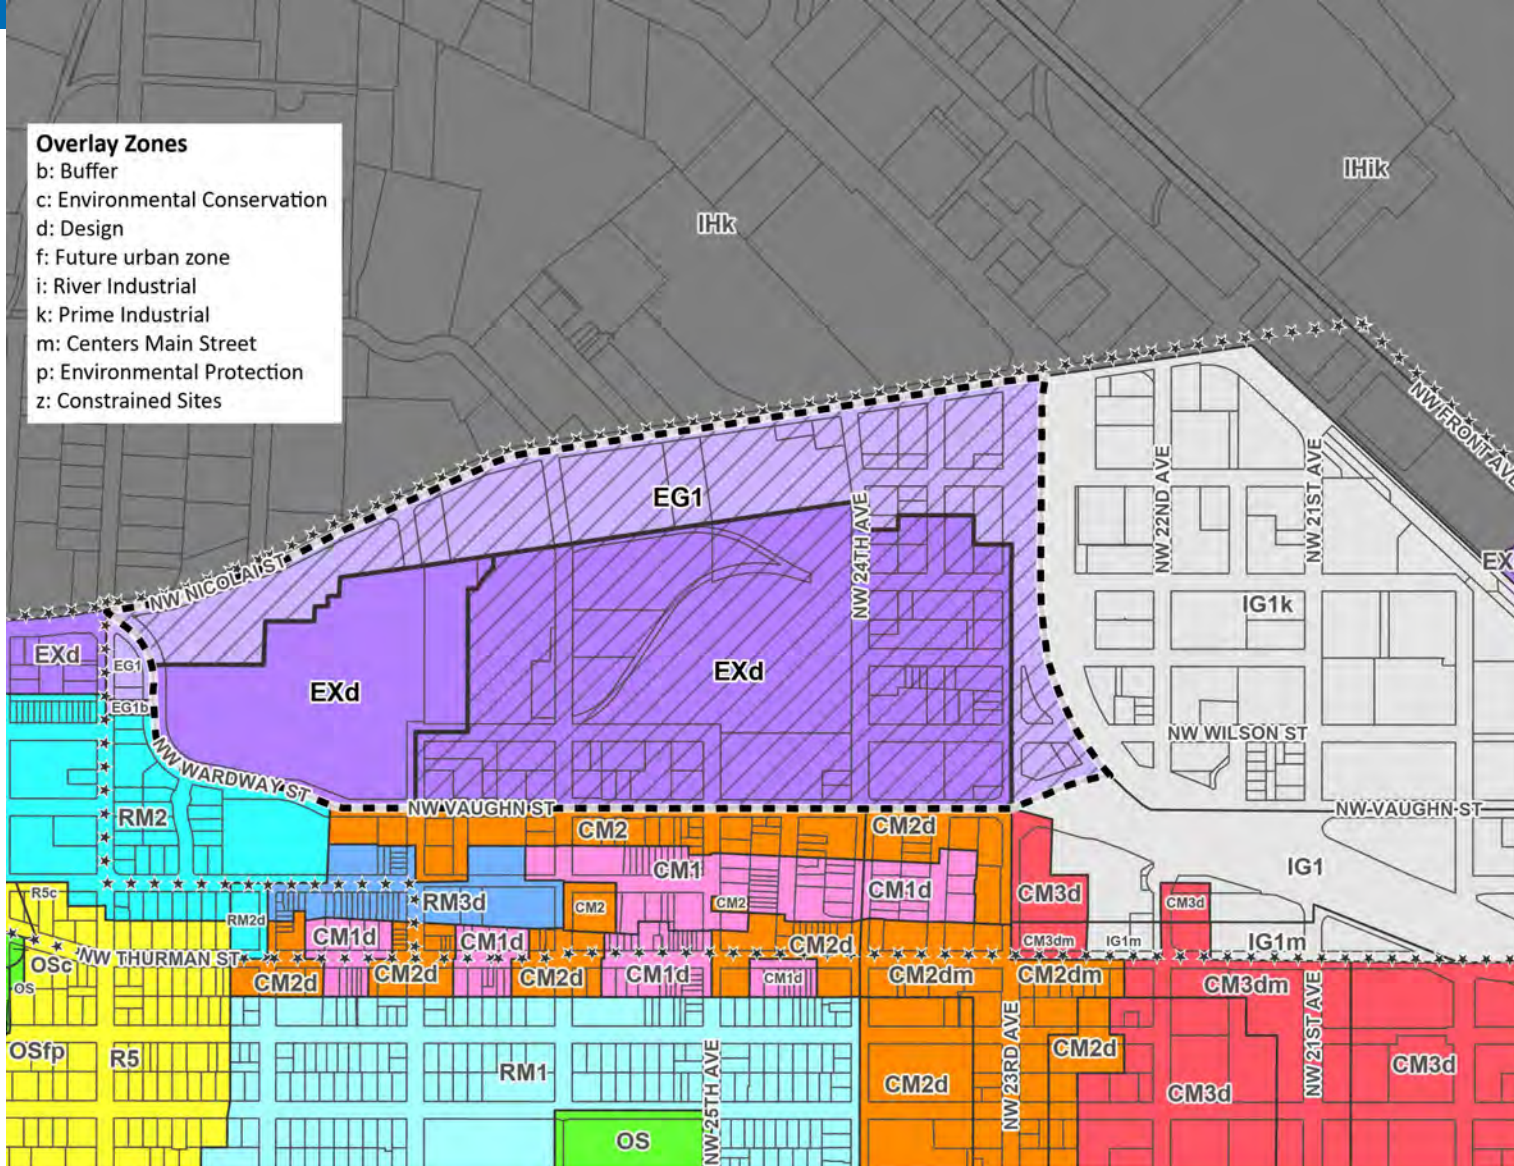 Overlay Zones
b: Buffer
c: Environmental Conservation
d: Design
f: Future urban zone
i: River Industrial
k: Prime Industrial
m: Centers Main Street
p: Environmental Protection
z: Constrained Sites
IHik
IHk
NW FRONT AVE
EG1
NW 22ND AVE
NW 21ST AVE
NW 24TH AVE
EX
NW NICOLAI ST
IG1k
EXd
EG1
EXd
EXd
EG1b
NW WILSON ST
NW WARDWAY ST
NW VAUGHN ST
NW VAUGHN ST
RM2
CM2
CM2d
CM1
IG1
CM1d
R5c
CM3d
CM3d
RM3d
CM2
CM2
RM2d
CM1d
CM1d
CM2d
CM3dm
IG1m
IG1m
NW THURMAN ST
OSc
CM2d
CM2d
CM2d
CM1d
CM1d
CM2dm
CM2dm
CM3dm
OS
NW 23RD AVE
NW 21ST AVE
OSfp
R5
CM2d
CM3d
RM1
NW 25TH AVE
CM2d
CM3d
OS